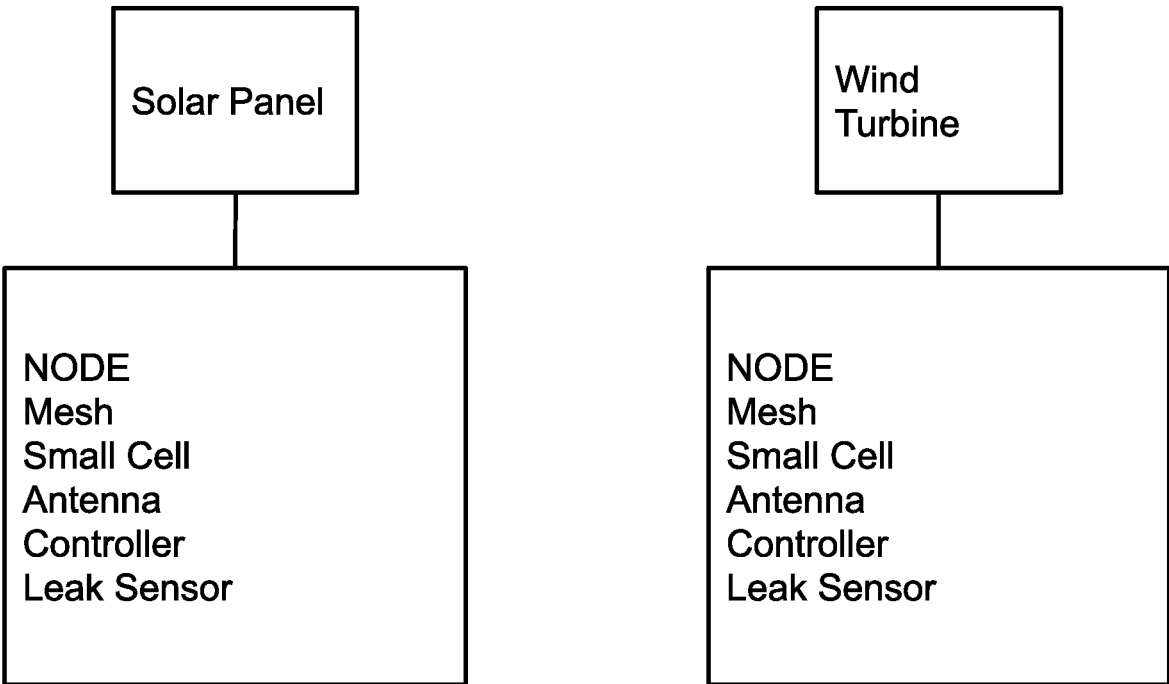 Solar Panel
Wind
Turbine
NODE
Mesh
Small Cell
Antenna
Controller
Leak Sensor
NODE
Mesh
Small Cell
Antenna
Controller
Leak Sensor